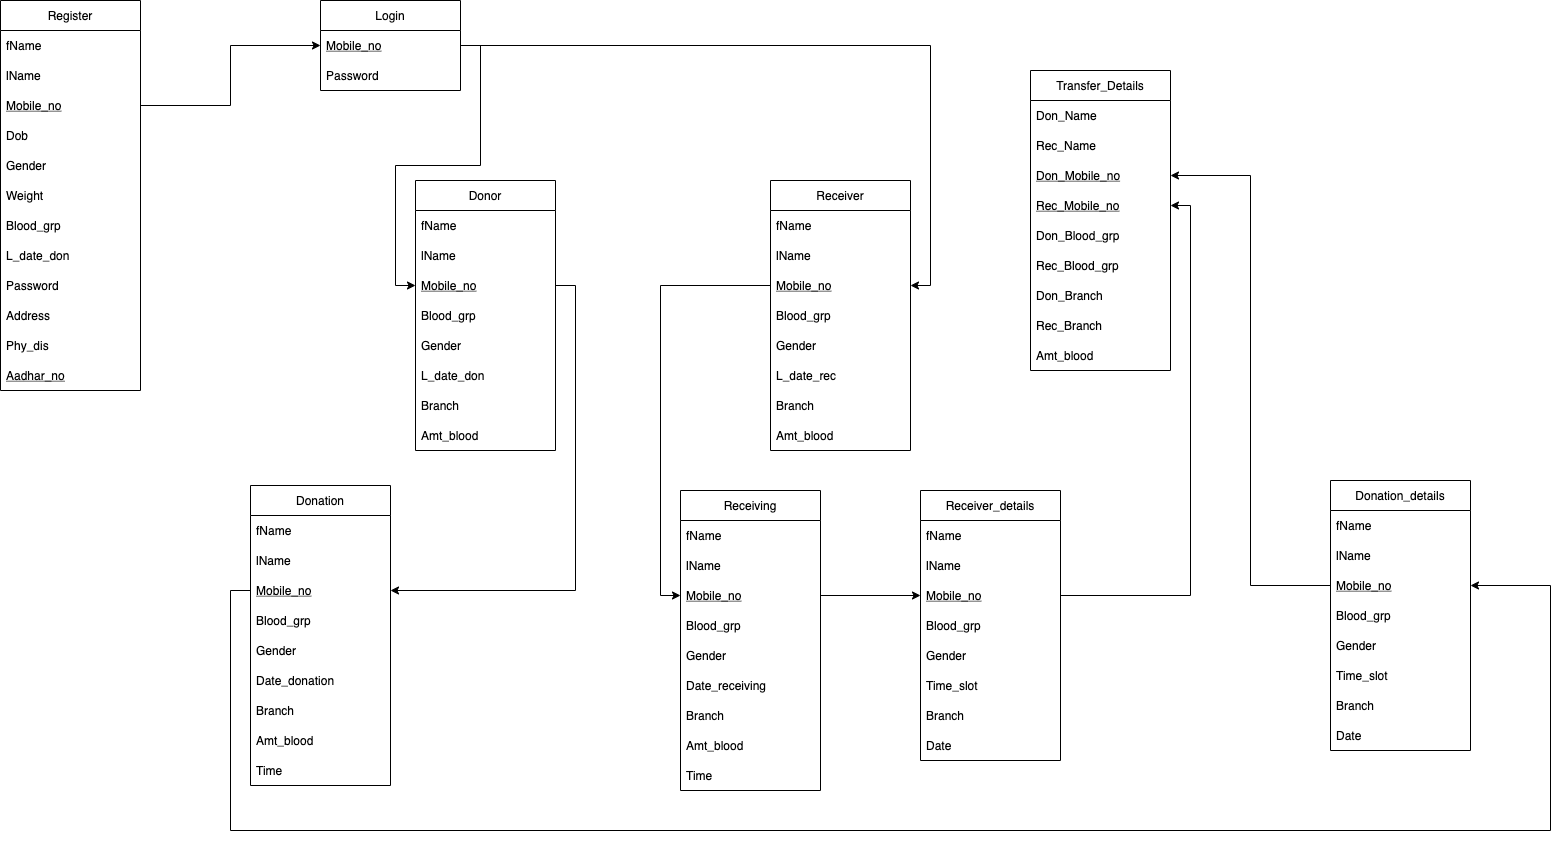 Register
fName
lName
Mobile_no
Dob
Gender
Weight
Blood_grp
L_date_don
Password
Address
Phy_dis
Aadhar_no
Login
Mobile_no
Password
Donor
fName
lName
Mobile_no
Blood_grp
Gender
L_date_don
Branch
Amt_blood
Receiver
fName
lName
Mobile_no
Blood_grp
Gender
L_date_rec
Branch
Amt_blood
Transfer_Details
Don_Name
Rec_Name
Don_Mobile_no
Rec_Mobile_no
Don_Blood_grp
Rec_Blood_grp
Don_Branch
Rec_Branch
Amt_blood
Donation
fName
lName
Mobile_no
Blood_grp
Gender
Date_donation
Branch
Amt_blood
Time
Receiving
fName
lName
Mobile_no
Blood_grp
Gender
Date_receiving
Branch
Amt_blood
Time
Receiver_details
fName
lName
Mobile_no
Blood_grp
Gender
Time_slot
Branch
Date
Donation_details
fName
lName
Mobile_no
Blood_grp
Gender
Time_slot
Branch
Date